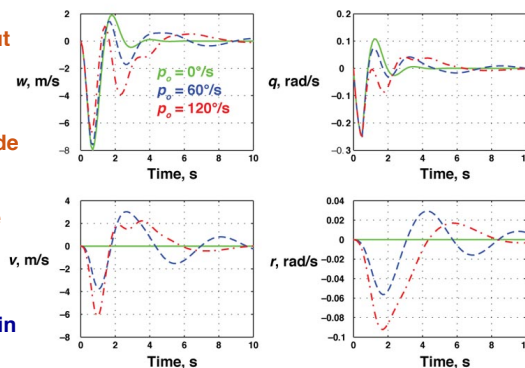 ut
de
in
2
0
−2
−4
−6
−8
w, m/s
p_o = 0°/s
p_o = 60°/s
p_o = 120°/s
0 2 4 6 8 10
Time, s
0.2
0.1
0
−0.1
−0.2
−0.3
q, rad/s
0 2 4 6 8
Time, s
4
2
0
−2
−4
−6
−8
v, m/s
0 2 4 6 8 10
Time, s
0.04
0.02
0
−0.02
−0.04
−0.06
−0.08
−0.1
r, rad/s
0 2 4 6 8
Time, s